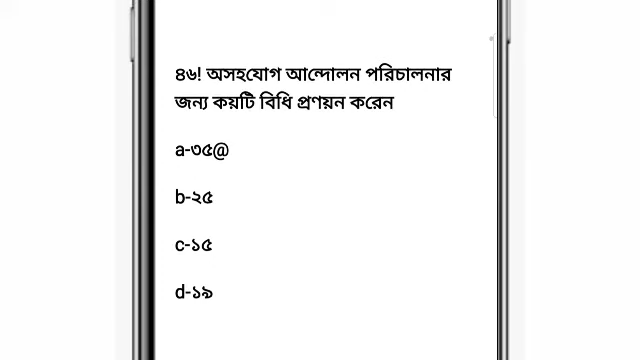 ৪৬! অসহযোগ আন্দোলন পরিচালনার
জন্য কয়টি বিধি প্রণয়ন করেন
a-৩৫@
b-২৫
c-১৫
d-১৯